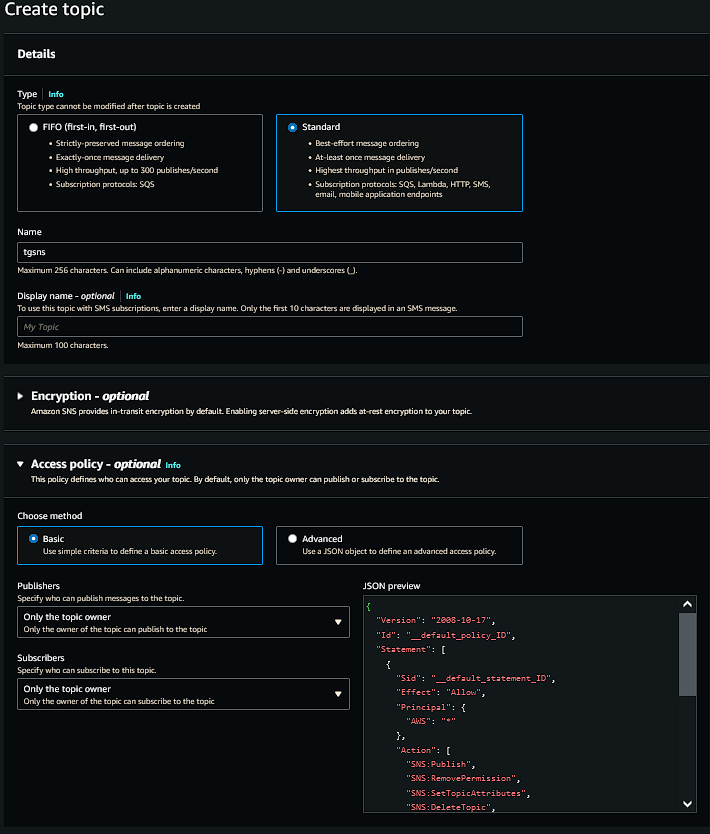 Create topic
Details
Type Info
Topic type cannot be modified after topic is created
FIFO (first-in, first-out)
• Strictly-preserved message ordering
• Exactly-once message delivery
• High throughput, up to 300 publishes/second
• Subscription protocols: SQS
Standard
• Best-effort message ordering
• At-least once message delivery
• Highest throughput in publishes/second
• Subscription protocols: SQS, Lambda, HTTP, SMS,
email, mobile application endpoints
Name
tgsns
Maximum 256 characters. Can include alphanumeric characters, hyphens (-) and underscores (_).
Display name - optional Info
To use this topic with SMS subscriptions, enter a display name. Only the first 10 characters are displayed in an SMS message.
My Topic
Maximum 100 characters.
Encryption - optional
Amazon SNS provides in-transit encryption by default. Enabling server-side encryption adds at-rest encryption to your topic.
Access policy - optional Info
This policy defines who can access your topic. By default, only the topic owner can publish or subscribe to the topic.
Choose method
Basic
Use simple criteria to define a basic access policy.
Advanced
Use a JSON object to define an advanced access policy.
Publishers
Specify who can publish messages to the topic.
Only the topic owner
Only the owner of the topic can publish to the topic
Subscribers
Specify who can subscribe to this topic.
Only the topic owner
Only the owner of the topic can subscribe to the topic
JSON preview
{
"Version": "2008-10-17",
"Id": "__default_policy_ID",
"Statement": [
{
"Sid": "__default_statement_ID",
"Effect": "Allow",
"Principal": {
"AWS": "*"
},
"Action": [
"SNS:Publish",
"SNS:RemovePermission",
"SNS:SetTopicAttributes",
"SNS:DeleteTopic",